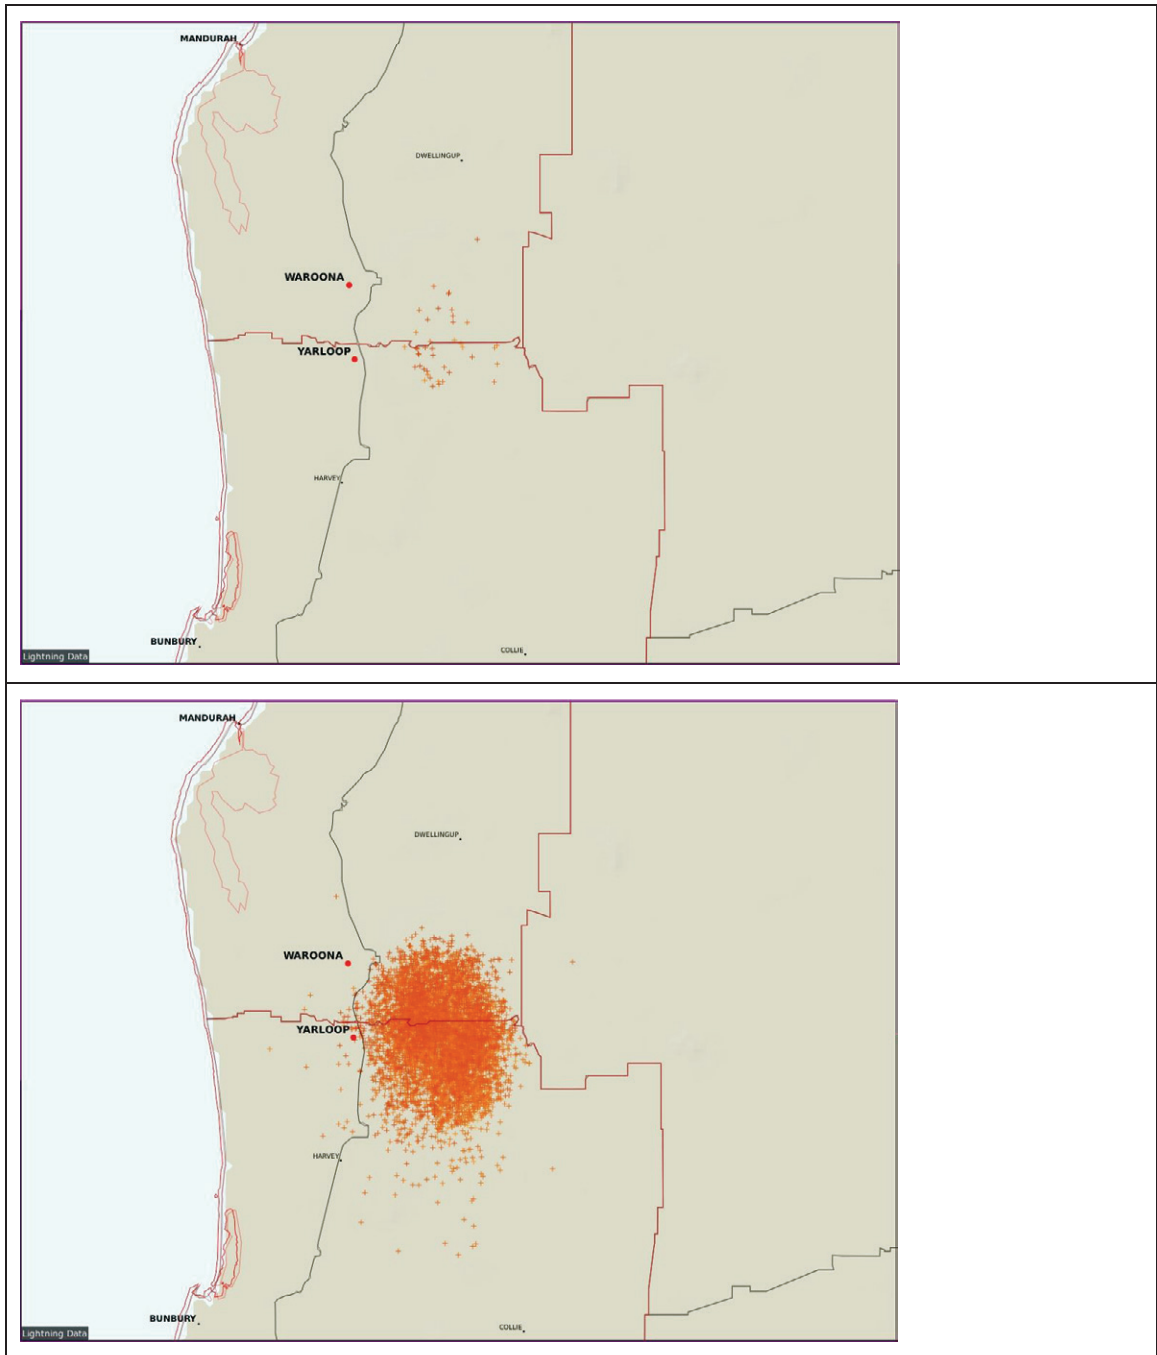 MANDURAH
DWELLINGUP
WAROONA
YARLOOP
HARVEY
BUNBURY
COLLIE
Lightning Data
MANDURAH
DWELLINGUP
WAROONA
YARLOOP
HARVEY
BUNBURY
COLLIE
Lightning Data